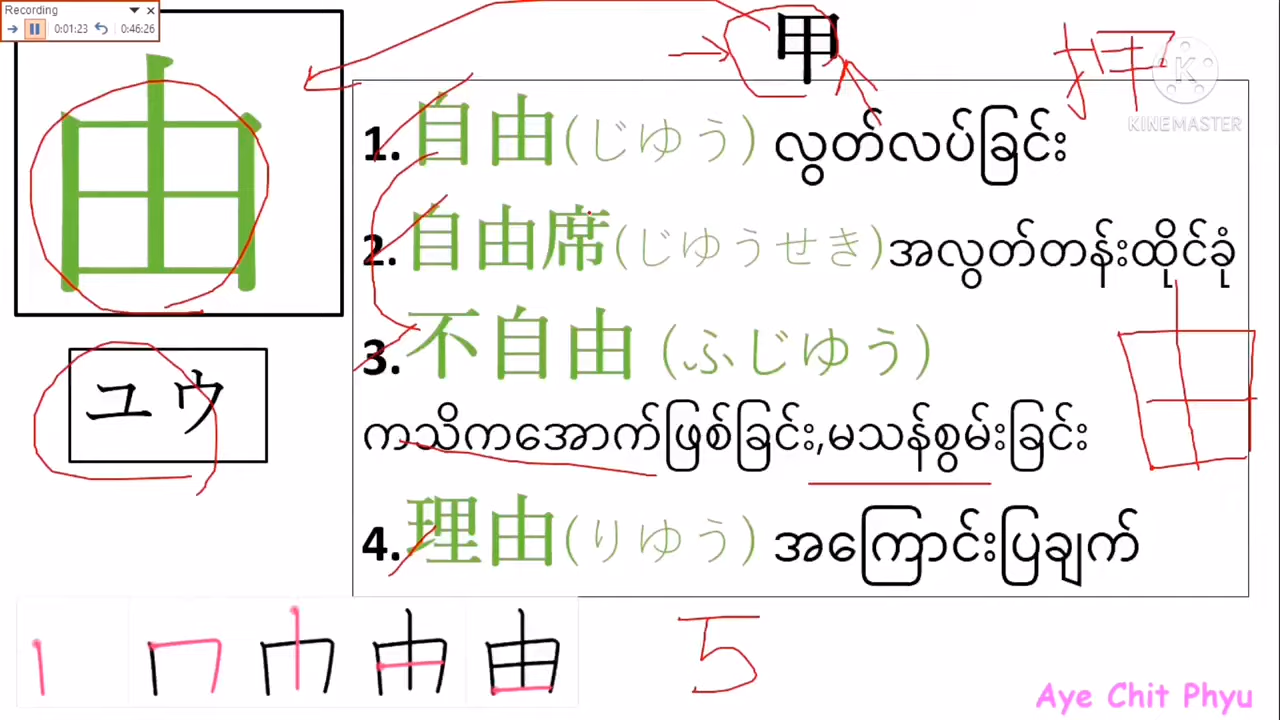 Recording
0:01:23 0:46:26
由
甲
押
K
KINEMASTER
1.自由(じゆう) လွတ်လပ်ခြင်း
2.自由席(じゆうせき)အလွတ်တန်းထိုင်ခုံ
3.不自由 (ふじゆう)
ကသိကအောက်ဖြစ်ခြင်း,မသန်စွမ်းခြင်း
4.理由(りゆう) အကြောင်းပြချက်
ユウ
由
由
5
Aye Chit Phyu